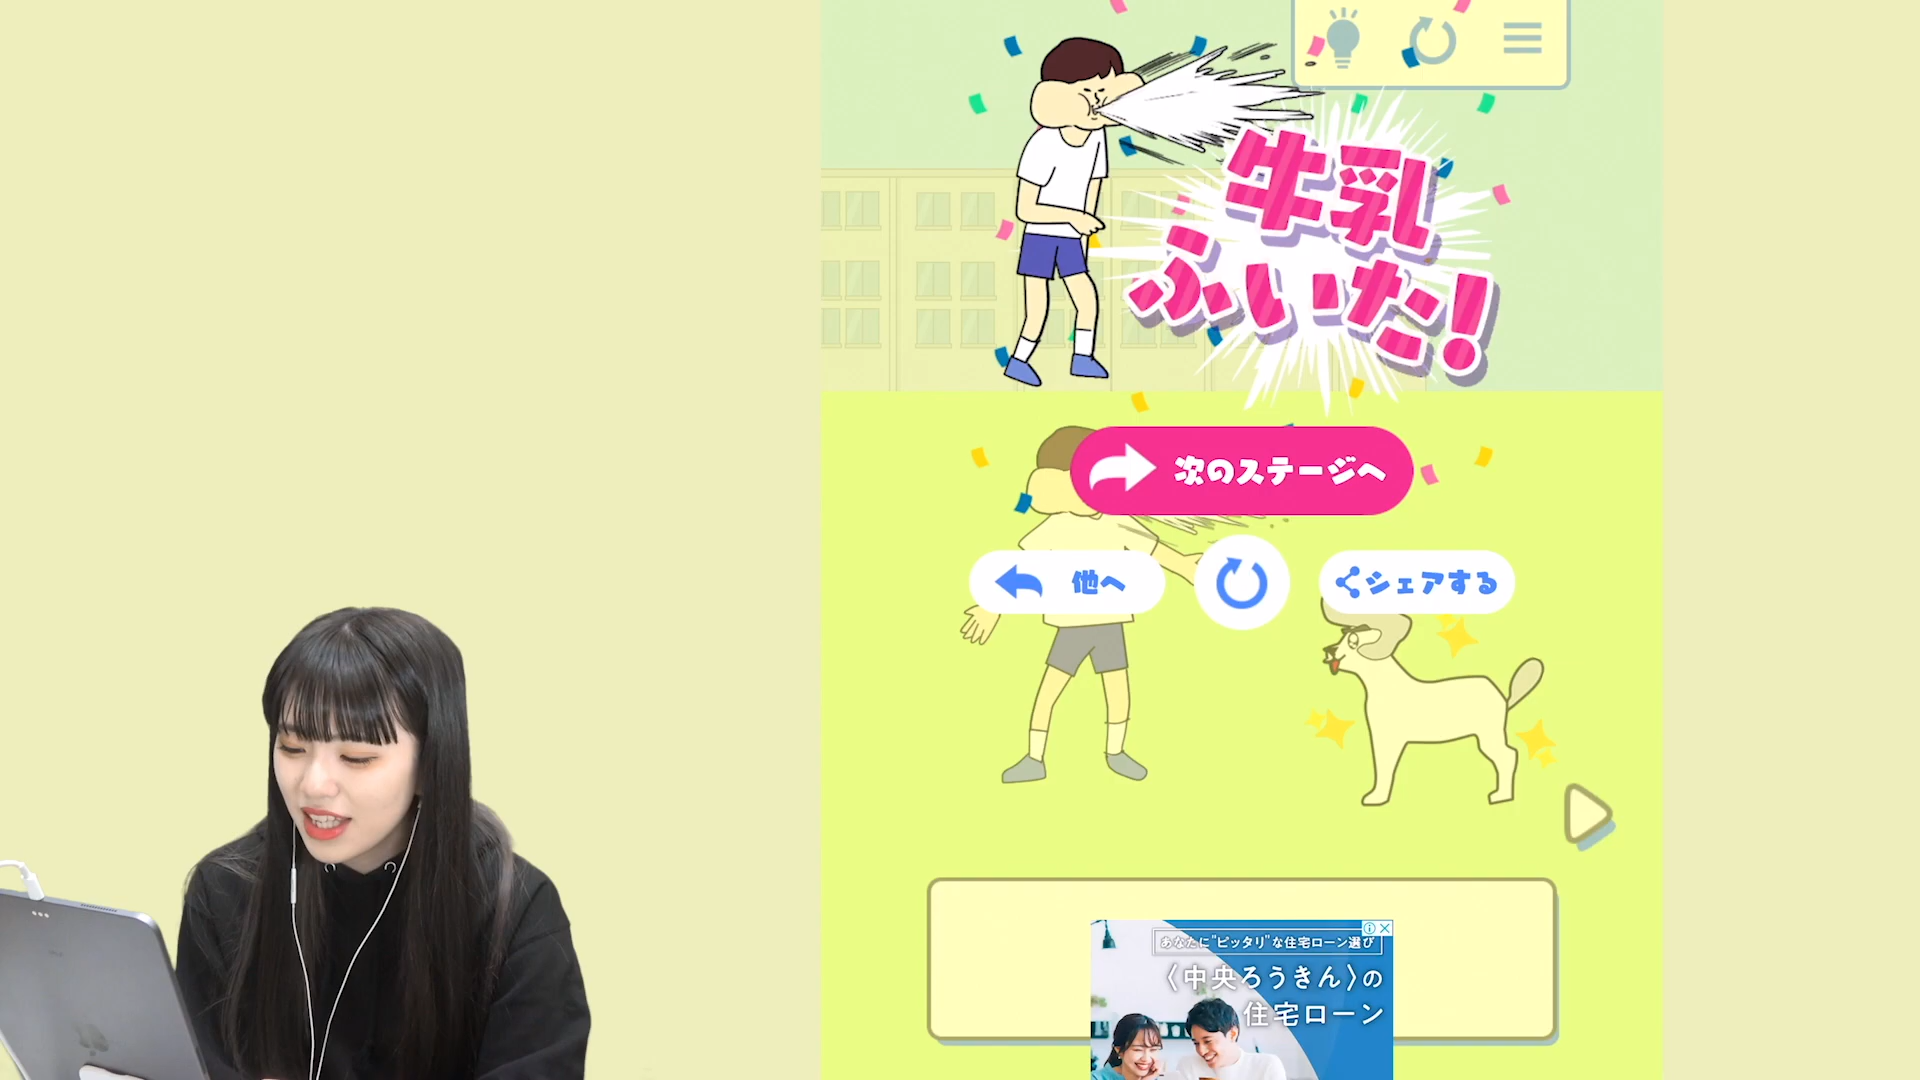 牛乳
ふいた!
次のステージへ
他へ
シェアする
あなたに"ピッタリ"な住宅ローン選び
〈中央ろうきん〉の
住宅ローン